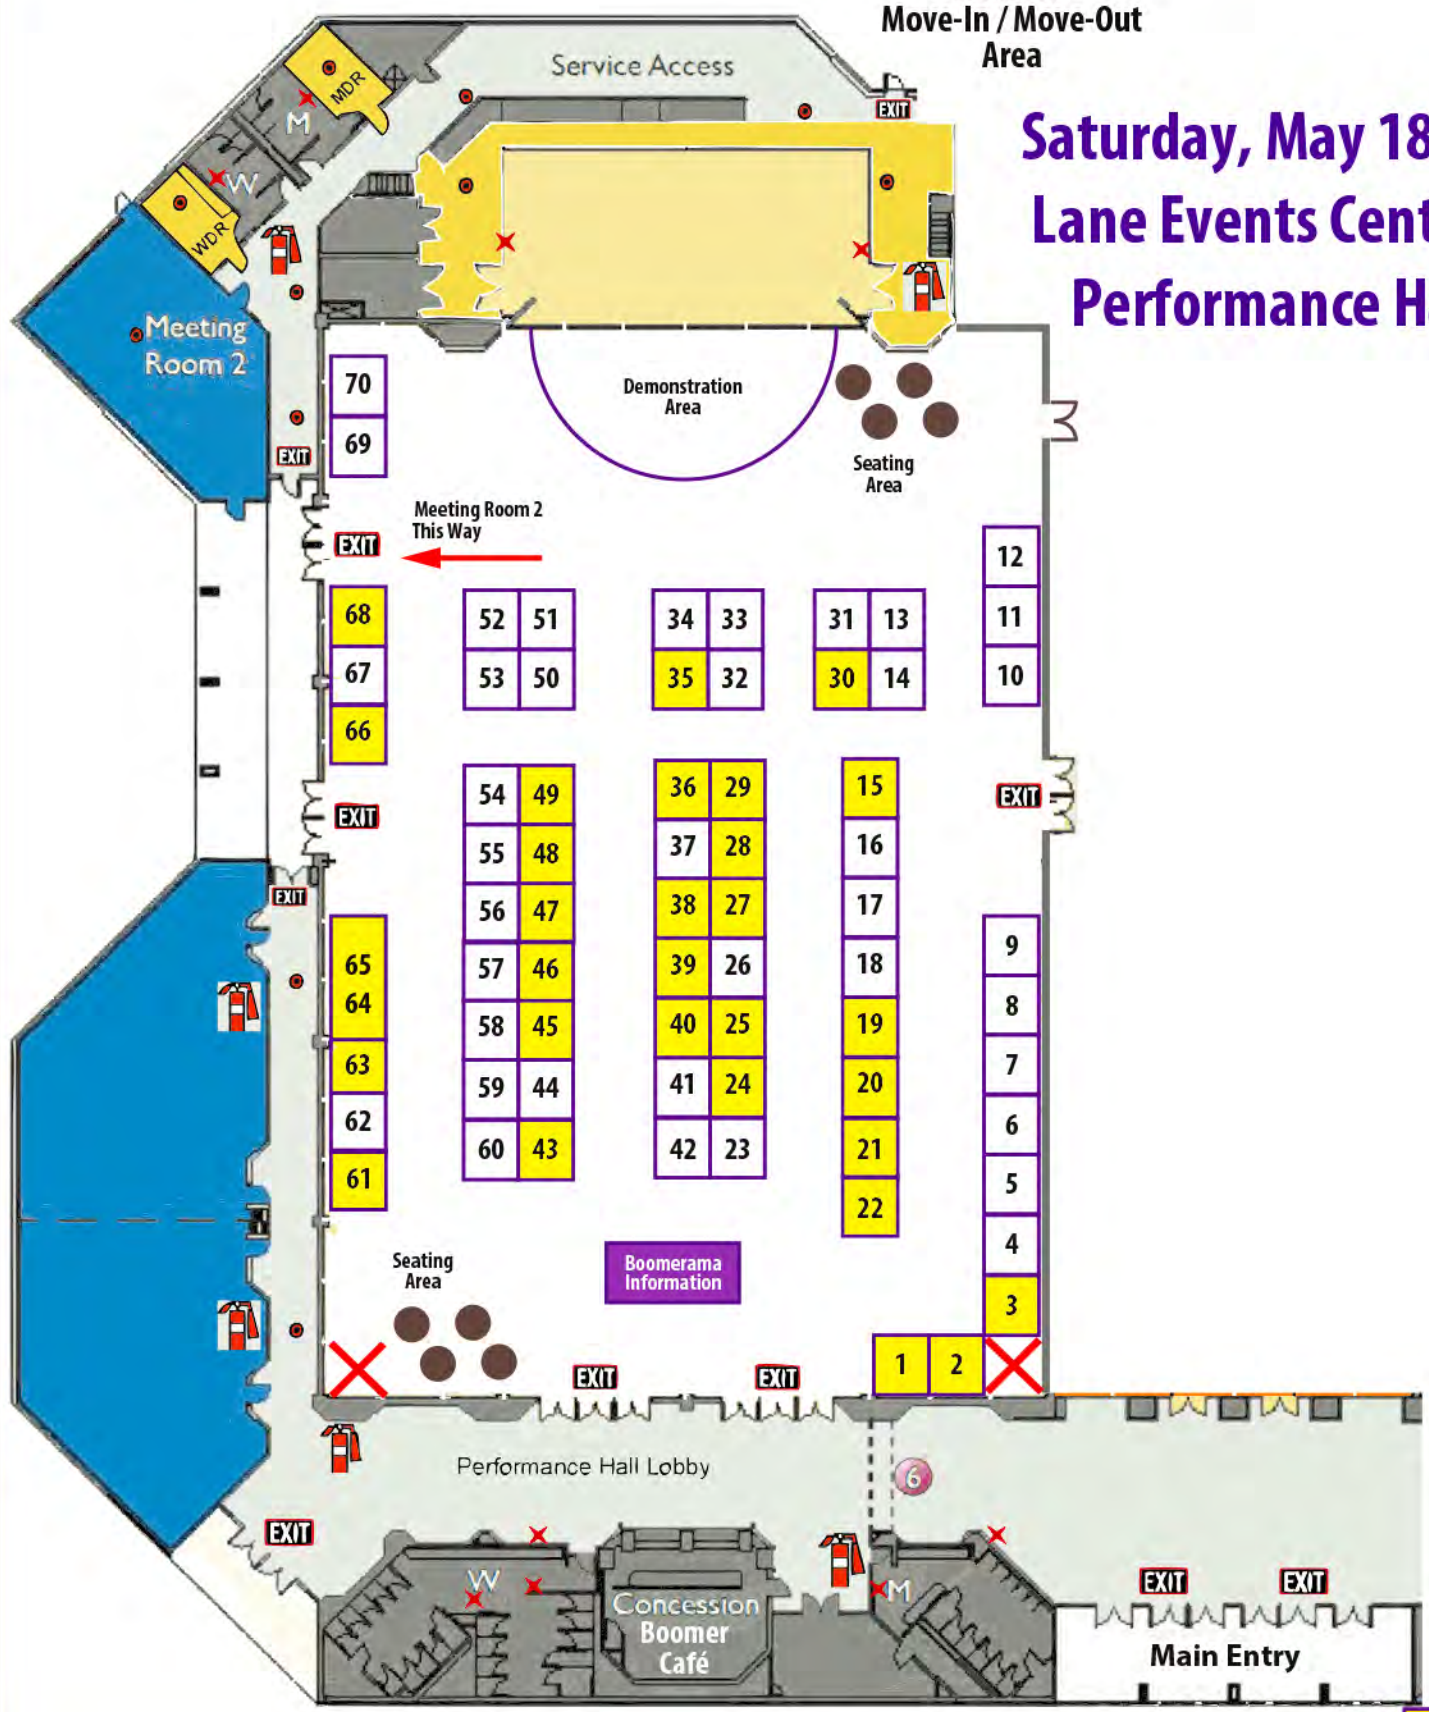 Move-In / Move-Out
Area
Service Access
EXIT
Saturday, May 18
Lane Events Cent
Performance H
MDR
M
W
WDR
Meeting
Room 2
EXIT
Demonstration
Area
Seating
Area
70
69
Meeting Room 2
This Way
EXIT
12
11
10
68
67
66
52 51
53 50
34 33
35 32
31 13
30 14
EXIT
EXIT
EXIT
54 49
55 48
56 47
57 46
58 45
59 44
60 43
36 29
37 28
38 27
39 26
40 25
41 24
42 23
15
16
17
18
19
20
21
22
9
8
7
6
5
4
3
65
64
63
62
61
Seating
Area
Boomerama
Information
1 2
EXIT
EXIT
Performance Hall Lobby
6
EXIT
W
Concession
Boomer
Café
M
EXIT
EXIT
Main Entry